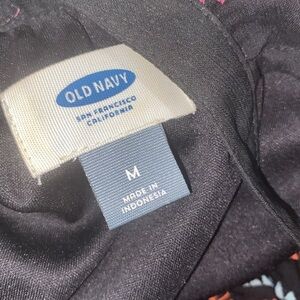 OLD NAVY
SAN FRANCISCO
CALIFORNIA
M
MADE IN
INDONESIA